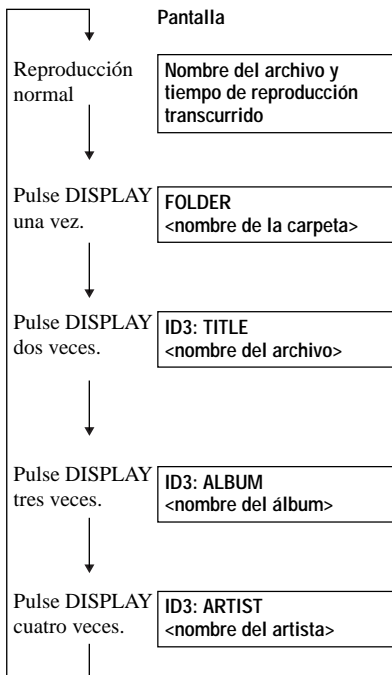 Pantalla
Reproducción
normal
Nombre del archivo y
tiempo de reproducción
transcurrido
Pulse DISPLAY
una vez.
FOLDER
<nombre de la carpeta>
Pulse DISPLAY
dos veces.
ID3: TITLE
<nombre del archivo>
Pulse DISPLAY
tres veces.
ID3: ALBUM
<nombre del álbum>
Pulse DISPLAY
cuatro veces.
ID3: ARTIST
<nombre del artista>